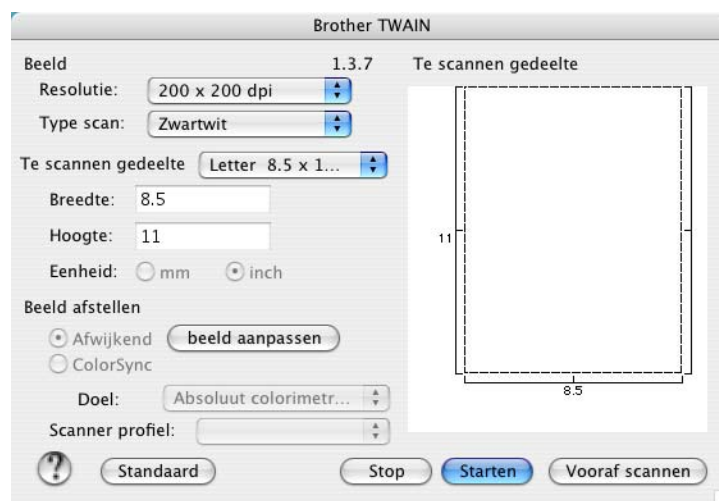 Brother TWAIN
Beeld 1.3.7
Resolutie: 200 x 200 dpi
Type scan: Zwartwit
Te scannen gedeelte Letter 8.5 x 1...
Breedte: 8.5
Hoogte: 11
Eenheid: mm inch
Beeld afstellen
Afwijkend beeld aanpassen
ColorSync
Doel: Absoluut colorimetr...
Scanner profiel:
Te scannen gedeelte
11
8.5
? Standaard Stop Starten Vooraf scannen